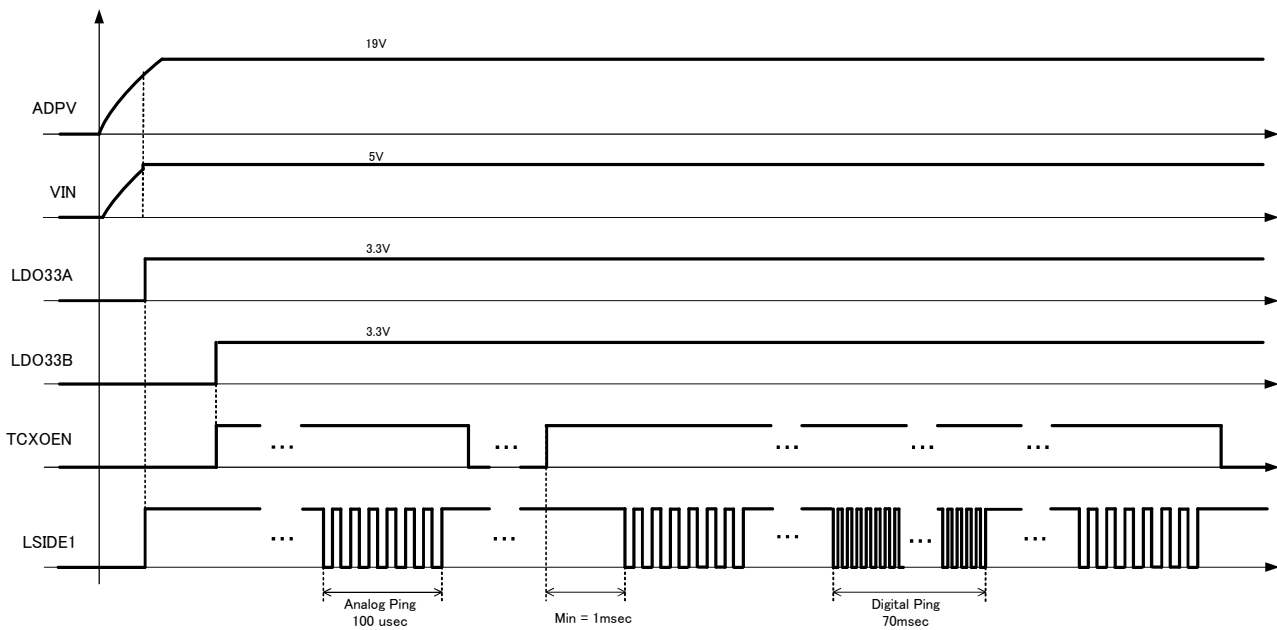 19V
ADPV
5V
VIN
3.3V
LDO33A
3.3V
LDO33B
TCXOEN
... ... ... ... ...
LSIDE1
... ... ... ... ...
Analog Ping
100 usec
Min = 1msec
Digital Ping
70msec